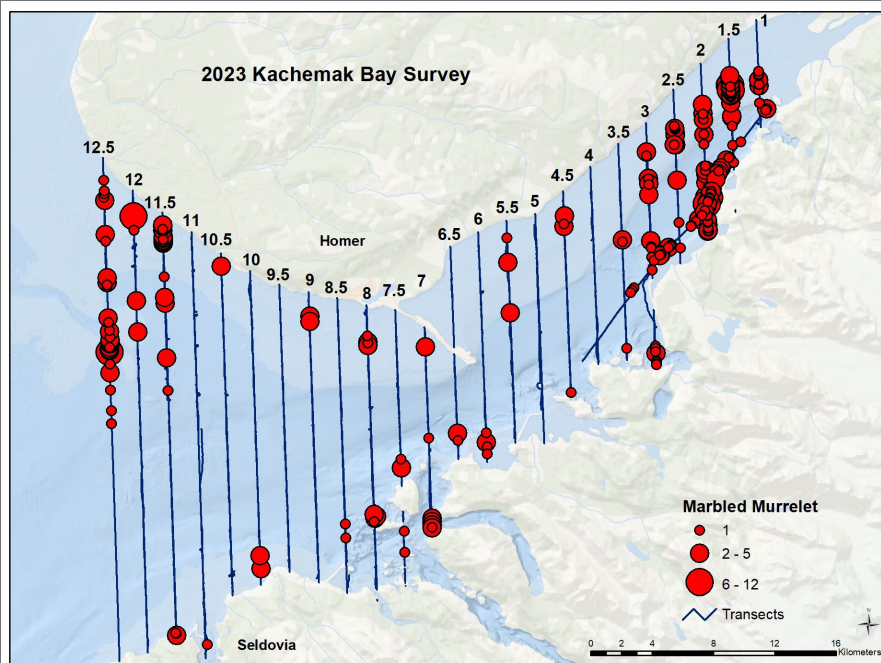 2023 Kachemak Bay Survey
1
1.5
2
2.5
3
3.5
4
4.5
5
5.5
6
6.5
7
7.5
8
8.5
9
9.5
10
10.5
11
11.5
12
12.5
Homer
Seldovia
Marbled Murrelet
1
2 - 5
6 - 12
Transects
N
0 2 4 8 12 16
Kilometers